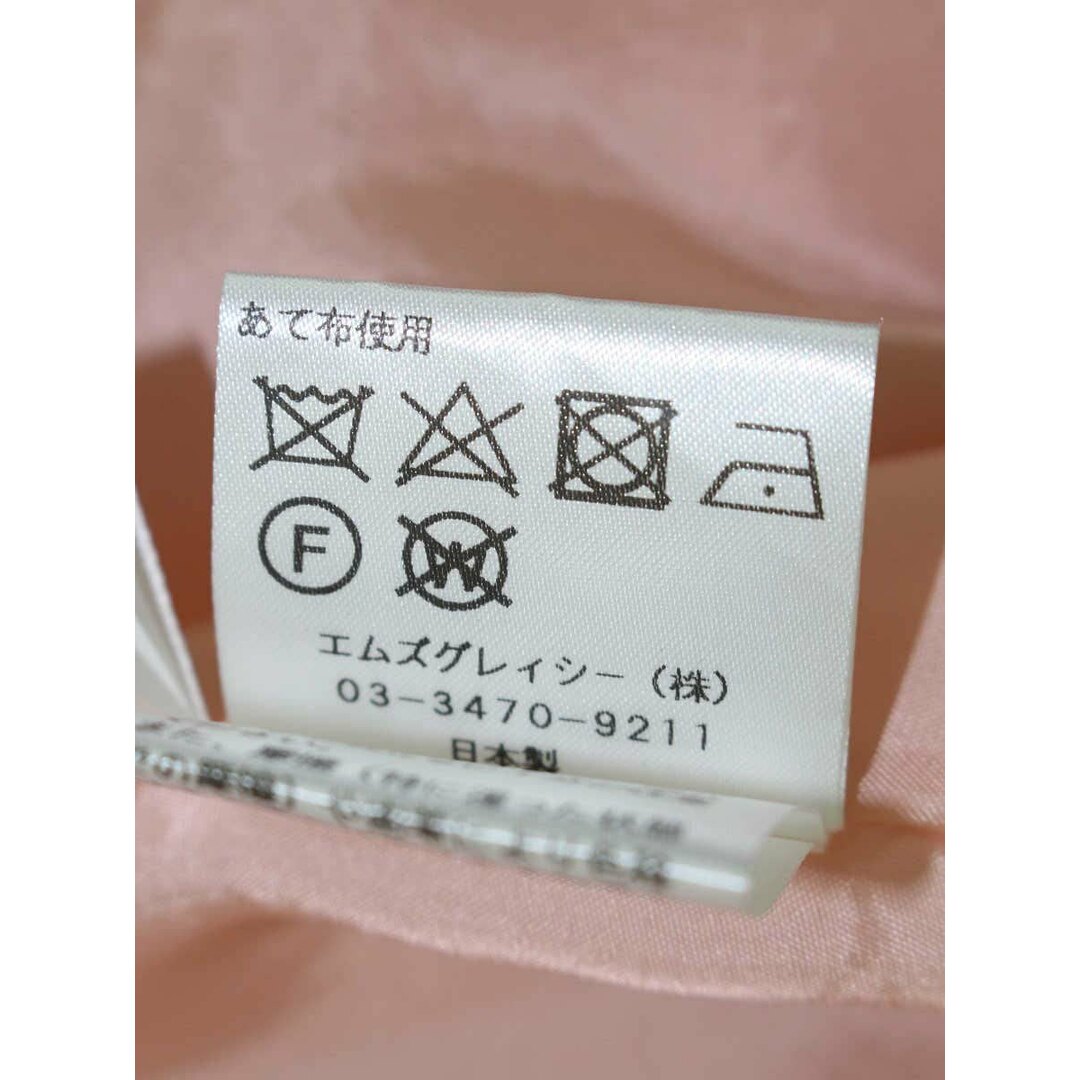 あて布使用
F
W
エムズグレイシー（株）
03-3470-9211
日本製